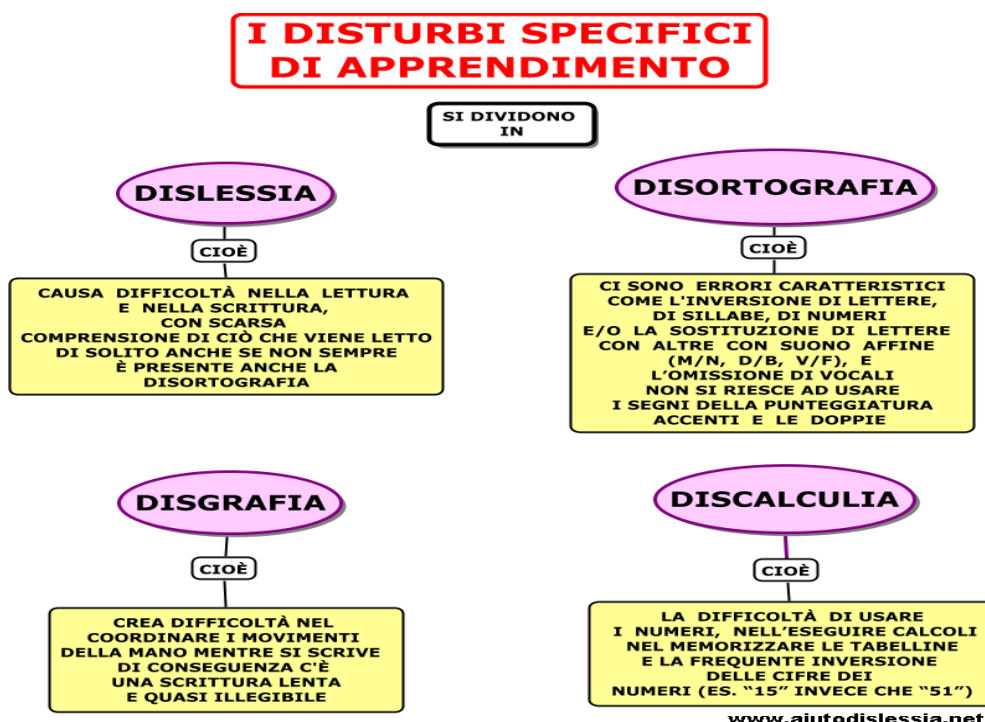 I DISTURBI SPECIFICI
DI APPRENDIMENTO
SI DIVIDONO
IN
DISLESSIA
CIOÈ
CAUSA DIFFICOLTÀ NELLA LETTURA
E NELLA SCRITTURA,
CON SCARSA
COMPRENSIONE DI CIÒ CHE VIENE LETTO
DI SOLITO ANCHE SE NON SEMPRE
È PRESENTE ANCHE LA
DISORTOGRAFIA
DISORTOGRAFIA
CIOÈ
CI SONO ERRORI CARATTERISTICI
COME L'INVERSIONE DI LETTERE,
DI SILLABE, DI NUMERI
E/O LA SOSTITUZIONE DI LETTERE
CON ALTRE CON SUONO AFFINE
(M/N, D/B, V/F), E
L'OMISSIONE DI VOCALI
NON SI RIESCE AD USARE
I SEGNI DELLA PUNTEGGIATURA
ACCENTI E LE DOPPIE
DISGRAFIA
CIOÈ
CREA DIFFICOLTÀ NEL
COORDINARE I MOVIMENTI
DELLA MANO MENTRE SI SCRIVE
DI CONSEGUENZA C'È
UNA SCRITTURA LENTA
E QUASI ILLEGIBILE
DISCALCULIA
CIOÈ
LA DIFFICOLTÀ DI USARE
I NUMERI, NELL'ESEGUIRE CALCOLI
NEL MEMORIZZARE LE TABELLINE
E LA FREQUENTE INVERSIONE
DELLE CIFRE DEI
NUMERI (ES. "15" INVECE CHE "51")
www.aiutodislessia.net